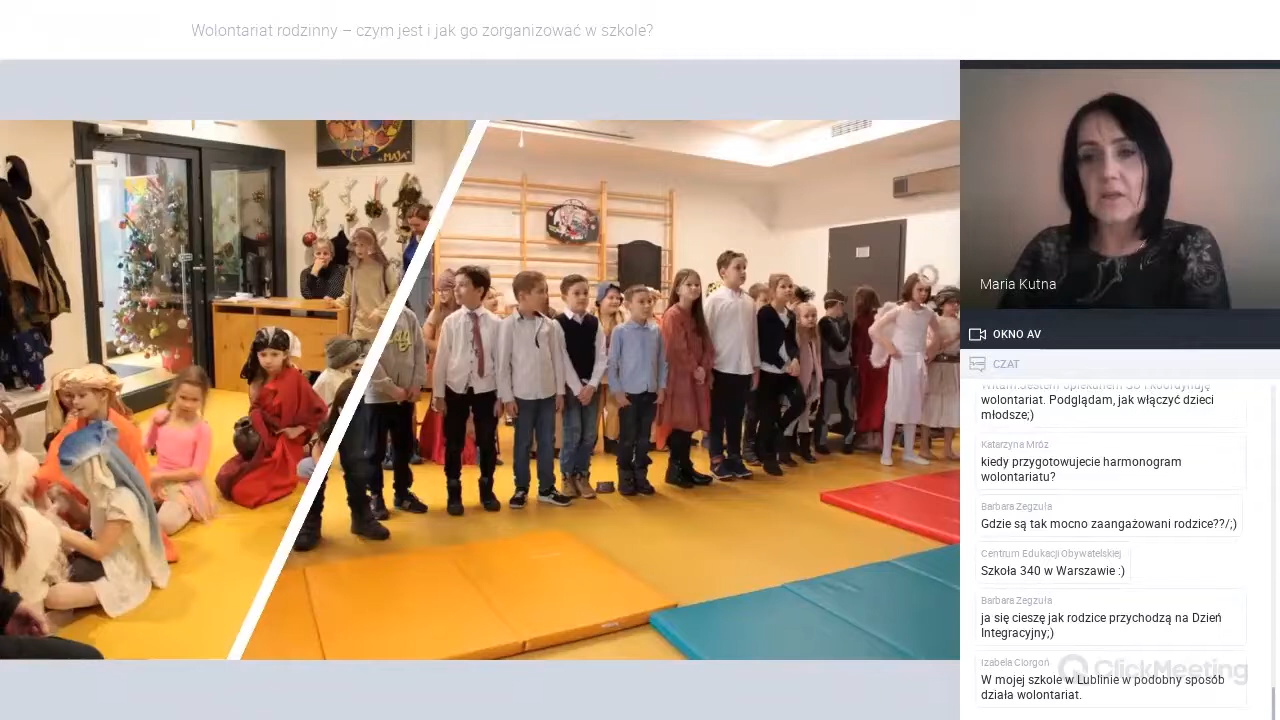 Wolontariat rodzinny – czym jest i jak go zorganizować w szkole?
„MAJA"
Maria Kutna
OKNO AV
CZAT
wolontariat. Podglądam, jak włączyć dzieci
młodsze;)
Katarzyna Mróz
kiedy przygotowujecie harmonogram
wolontariatu?
Barbara Zegzuła
Gdzie są tak mocno zaangażowani rodzice??/;)
Centrum Edukacji Obywatelskiej
Szkoła 340 w Warszawie :)
Barbara Zegzuła
ja się cieszę jak rodzice przychodzą na Dzień
Integracyjny;)
Izabela Ciorgoń
W mojej szkole w Lublinie w podobny sposób
działa wolontariat.
ClickMeeting